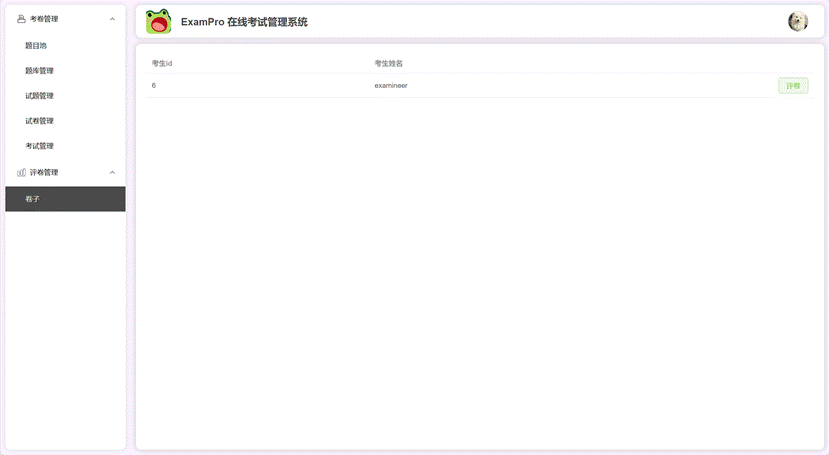 考卷管理
题目池
题库管理
试题管理
试卷管理
考试管理
评卷管理
卷子
ExamPro 在线考试管理系统
考生id 考生姓名
6 examineer 评卷